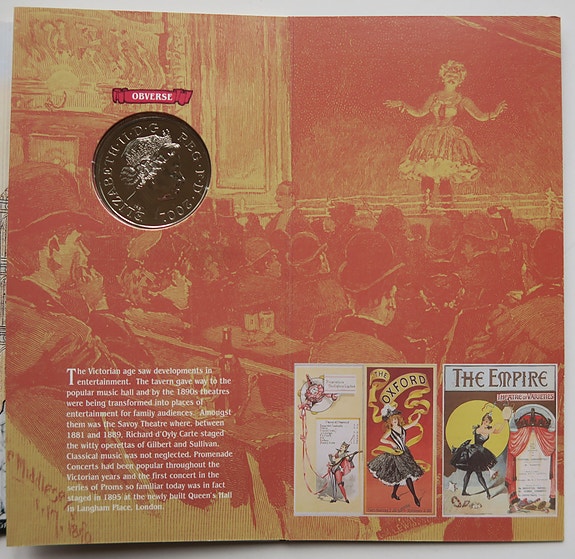 OBVERSE
ELIZABETH·II·D·G REG·F·D·2001
The Victorian age saw developments in
entertainment. The tavern gave way to the
popular music hall and by the 1890s theatres
were being transformed into places of
entertainment for family audiences. Amongst
them was the Savoy Theatre where, between
1881 and 1889, Richard d'Oyly Carte staged
the witty operettas of Gilbert and Sullivan.
Classical music was not neglected. Promenade
Concerts had been popular throughout the
Victorian years and the first concert in the
series of Proms so familiar today was in fact
staged in 1895 at the newly built Queen's Hall
in Langham Place, London.
THE
OXFORD
THE EMPIRE
THEATRE OF VARIETIES